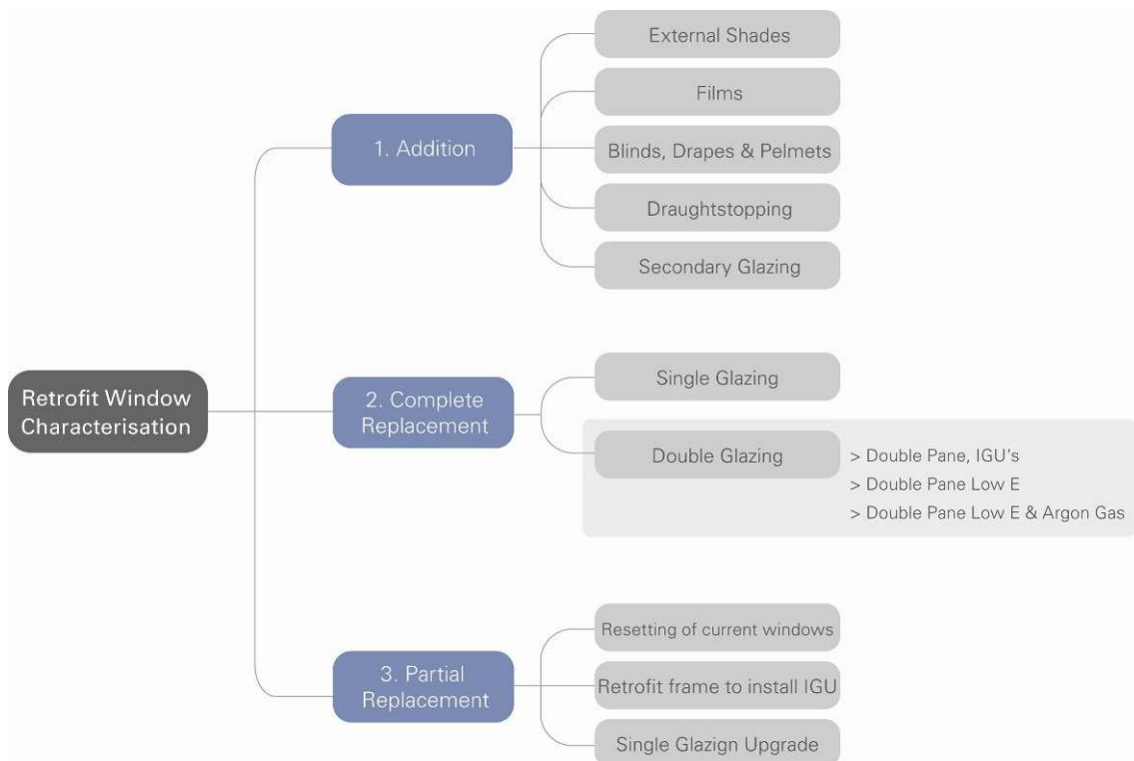 Retrofit Window
Characterisation
1. Addition
External Shades
Films
Blinds, Drapes & Pelmets
Draughtstopping
Secondary Glazing
2. Complete
Replacement
Single Glazing
Double Glazing
> Double Pane, IGU's
> Double Pane Low E
> Double Pane Low E & Argon Gas
3. Partial
Replacement
Resetting of current windows
Retrofit frame to install IGU
Single Glazign Upgrade